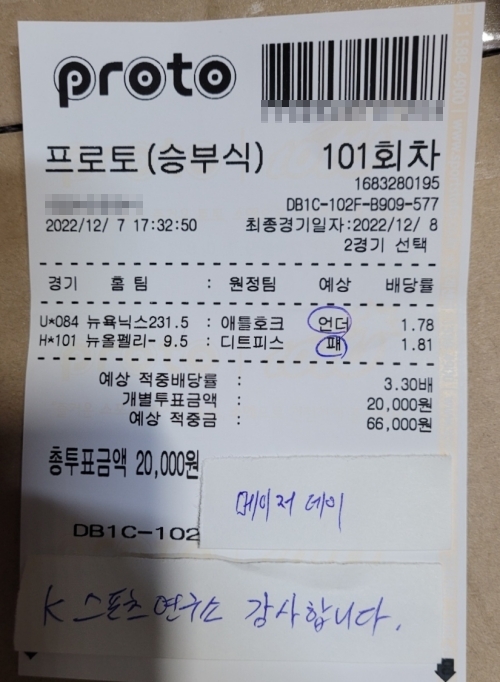 proto
프로토(승부식) 101회차
1683280195
DB1C-102F-B909-577
2022/12/ 7 17:32:50 최종경기일자:2022/12/ 8
2경기 선택
경기 홈 팀 : 원정팀 예상 배당률
U*084 뉴욕닉스231.5 : 애틀호크 언더 1.78
H*101 뉴올펠리- 9.5 : 디트피스 패 1.81
예상 적중배당률 : 3.30배
개별투표금액 : 20,000원
예상 적중금 : 66,000원
총투표금액 20,000원
메이저 데이
DB1C-102
K 스포츠연구소 감사합니다.